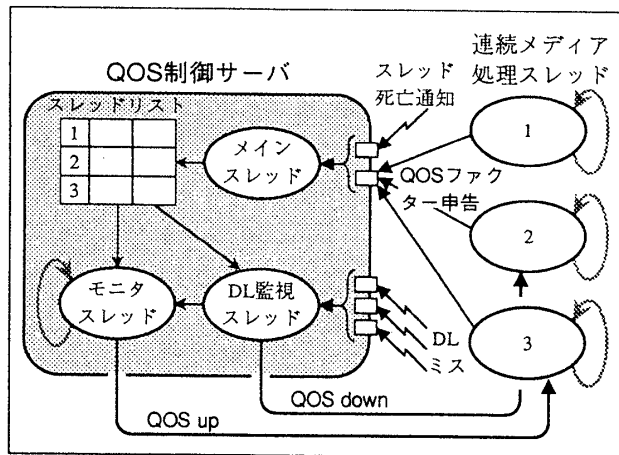 連続メディア
処理スレッド
QOS制御サーバ
スレッド
死亡通知
スレッドリスト
1
2
3
メイン
スレッド
QOSファク
ター申告
1
2
3
モニタ
スレッド
DL監視
スレッド
DL
ミス
QOS down
QOS up